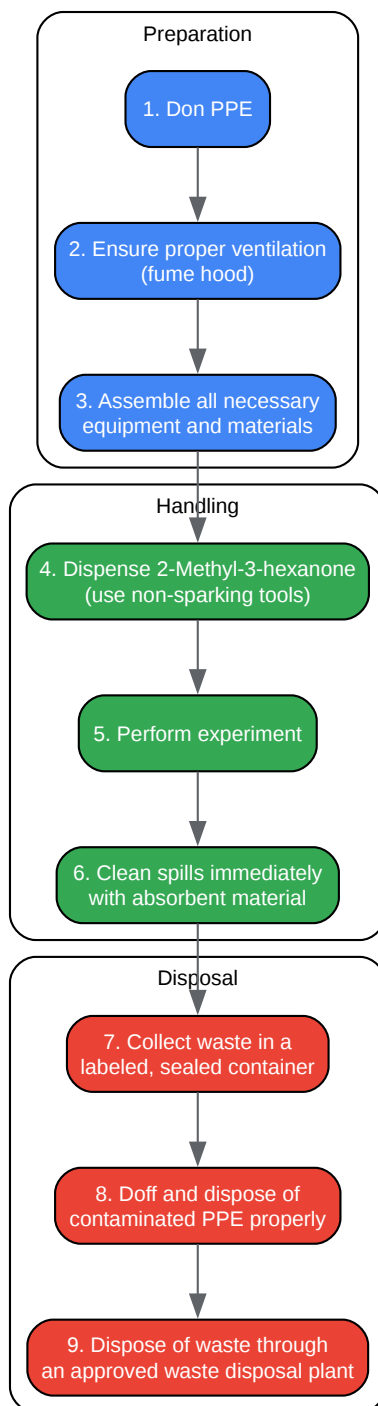 Preparation
1. Don PPE
2. Ensure proper ventilation
(fume hood)
3. Assemble all necessary
equipment and materials
Handling
4. Dispense 2-Methyl-3-hexanone
(use non-sparking tools)
5. Perform experiment
6. Clean spills immediately
with absorbent material
Disposal
7. Collect waste in a
labeled, sealed container
8. Doff and dispose of
contaminated PPE properly
9. Dispose of waste through
an approved waste disposal plant